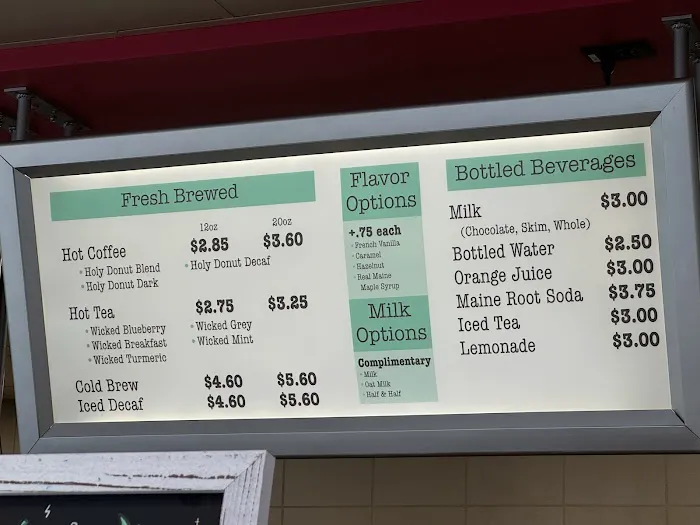 Fresh Brewed
12oz 20oz
Hot Coffee $2.85 $3.60
◦ Holy Donut Blend ◦ Holy Donut Decaf
◦ Holy Donut Dark
Hot Tea $2.75 $3.25
◦ Wicked Blueberry ◦ Wicked Grey
◦ Wicked Breakfast ◦ Wicked Mint
◦ Wicked Turmeric
Cold Brew $4.60 $5.60
Iced Decaf $4.60 $5.60
Flavor
Options
+.75 each
◦ French Vanilla
◦ Caramel
◦ Hazelnut
◦ Real Maine
Maple Syrup
Milk
Options
Complimentary
◦ Milk
◦ Oat Milk
◦ Half & Half
Bottled Beverages
Milk $3.00
(Chocolate, Skim, Whole)
Bottled Water $2.50
Orange Juice $3.00
Maine Root Soda $3.75
Iced Tea $3.00
Lemonade $3.00